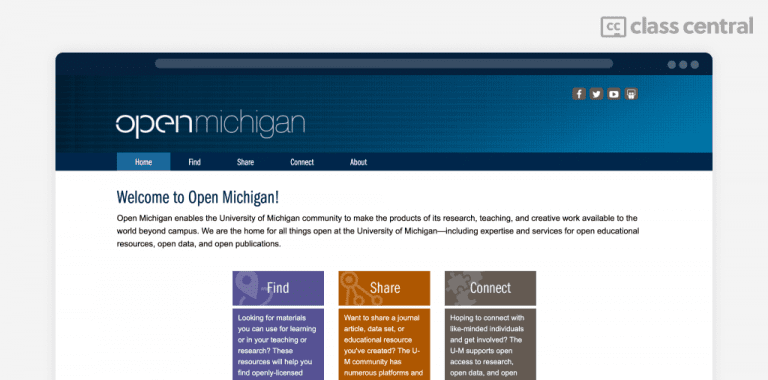 cc class central
openmichigan
Home Find Share Connect About
Welcome to Open Michigan!
Open Michigan enables the University of Michigan community to make the products of its research, teaching, and creative work available to the
world beyond campus. We are the home for all things open at the University of Michigan—including expertise and services for open educational
resources, open data, and open publications.
Find
Looking for materials
you can use for learning
or in your teaching or
research? These
resources will help you
find openly-licensed
Share
Want to share a journal
article, data set, or
educational resource
you've created? The U-
M community has
numerous platforms and
Connect
Hoping to connect with
like-minded individuals
and get involved? The
U-M supports open
access to research,
open data, and open